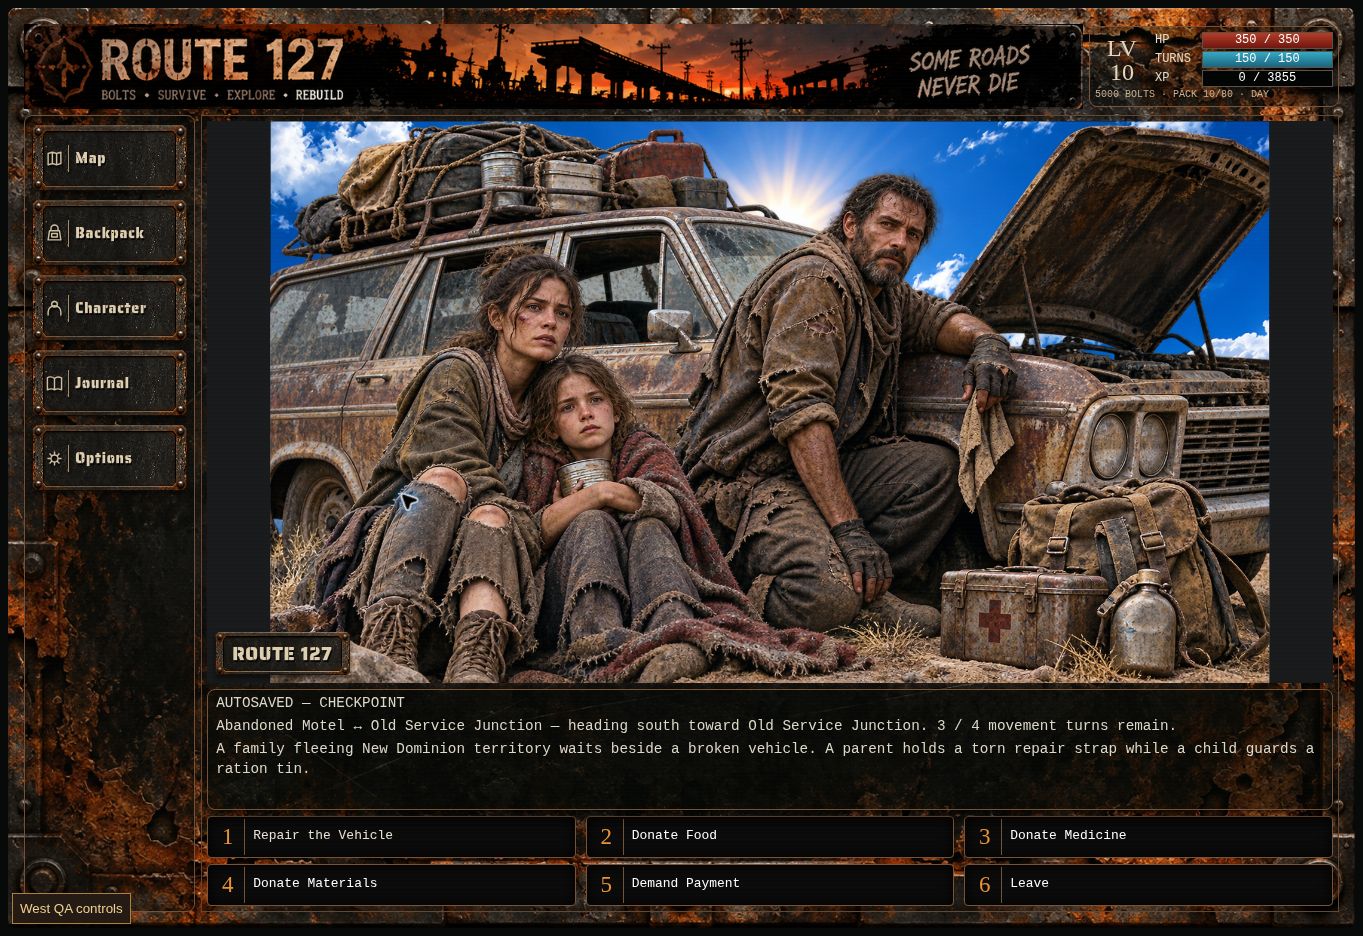 ROUTE 127
BOLTS • SURVIVE • EXPLORE • REBUILD
SOME ROADS
NEVER DIE
LV
10
HP 350 / 350
TURNS 150 / 150
XP 0 / 3855
5000 BOLTS · PACK 10/80 · DAY
Map
Backpack
Character
Journal
Options
ROUTE 127
AUTOSAVED — CHECKPOINT
Abandoned Motel ↔ Old Service Junction — heading south toward Old Service Junction. 3 / 4 movement turns remain.
A family fleeing New Dominion territory waits beside a broken vehicle. A parent holds a torn repair strap while a child guards a
ration tin.
1 Repair the Vehicle
2 Donate Food
3 Donate Medicine
4 Donate Materials
5 Demand Payment
6 Leave
West QA controls